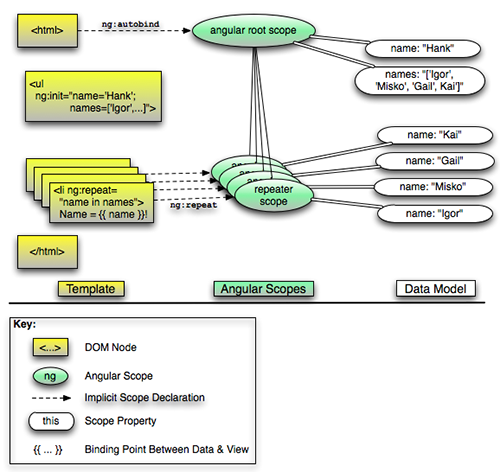 <html>
ng:autobind
angular root scope
name: "Hank"
names: "['Igor',
'Misko', 'Gail', Kai']"
<ul
ng:init="name='Hank';
names=['Igor',...]">
name: "Kai"
name: "Gail"
name: "Misko"
name: "Igor"
<li ng:repeat=
"name in names">
Name = {{ name }}!
ng:repeat
repeater
scope
</html>
Template
Angular Scopes
Data Model
Key:
<...>
DOM Node
ng
Angular Scope
Implicit Scope Declaration
this
Scope Property
{{ ... }}
Binding Point Between Data & View